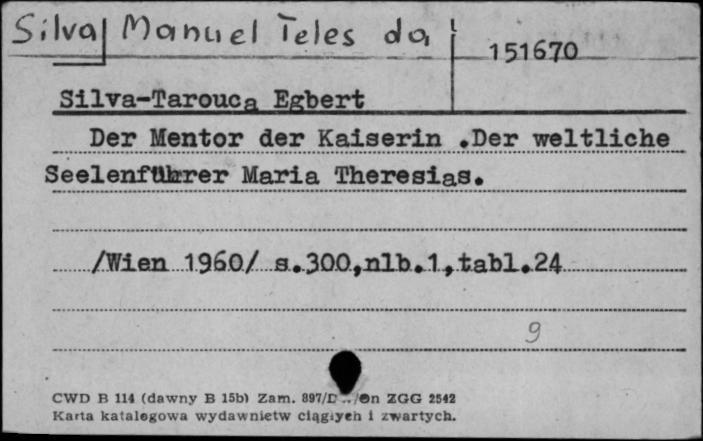 Silva Manuel Teles da
151670
Silva-Tarouca Egbert
Der Mentor der Kaiserin .Der weltliche
Seelenführer Maria Theresias.
/Wien 1960/ s.300,nlb.1,tabl.24
9
CWD B 114 (dawny B 15b) Zam. 897/D ZGG 2542
Karta katalogowa wydawnictw ciągłych i zwartych.